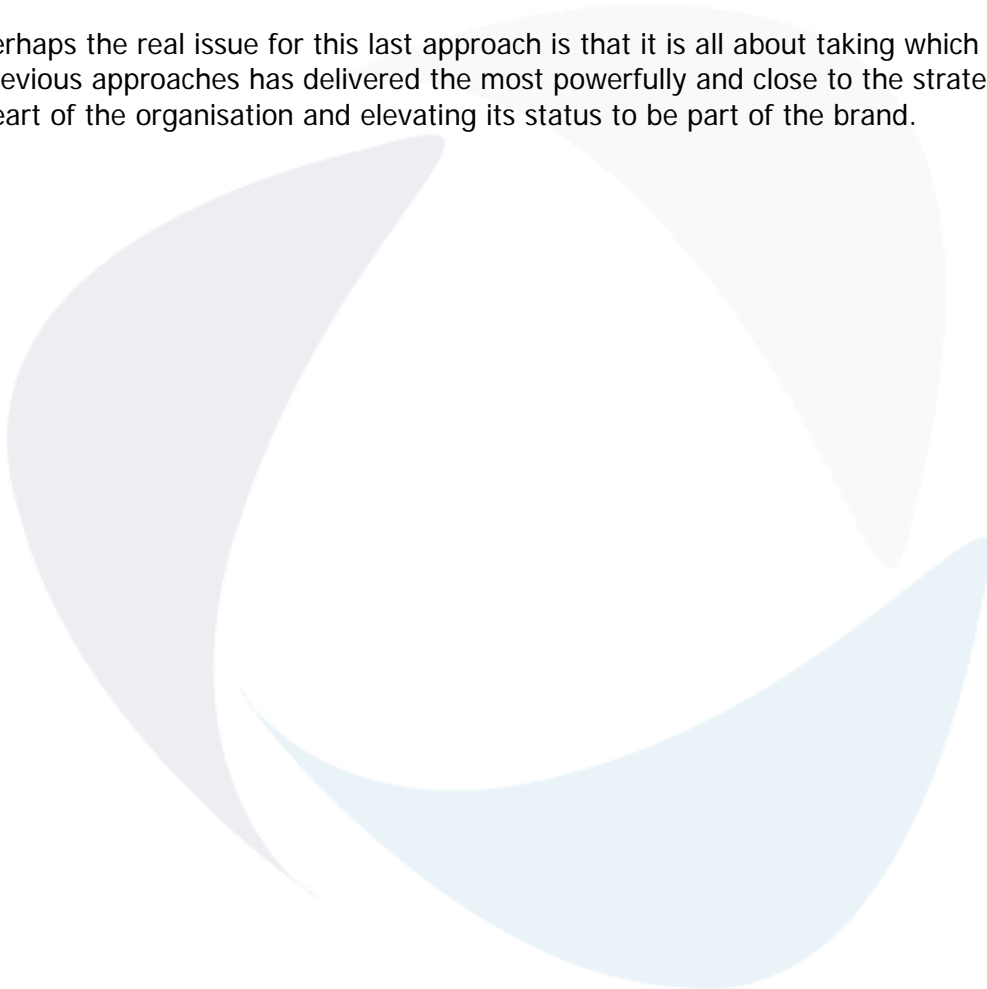 erhaps the real issue for this last approach is that it is all about taking which
evious approaches has delivered the most powerfully and close to the strate
eart of the organisation and elevating its status to be part of the brand.